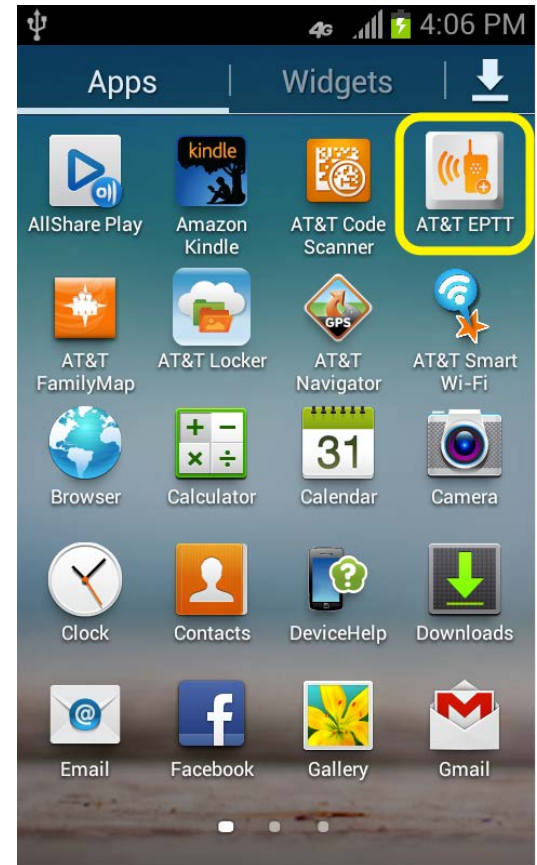 4G 4:06 PM
Apps Widgets
kindle
AllShare Play Amazon Kindle AT&T Code Scanner AT&T EPTT
GPS
AT&T FamilyMap AT&T Locker AT&T Navigator AT&T Smart Wi-Fi
+ −
× ÷
31
Browser Calculator Calendar Camera
?
Clock Contacts DeviceHelp Downloads
@ f M
Email Facebook Gallery Gmail